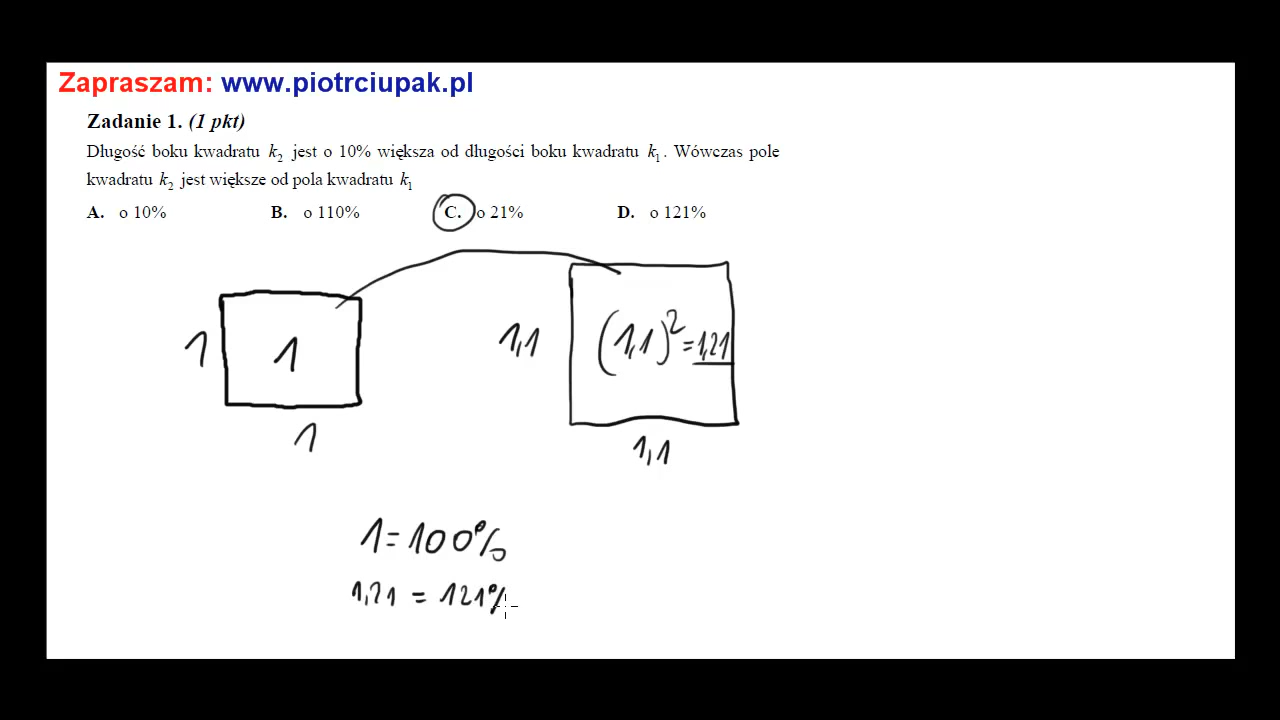 Zapraszam: www.piotrciupak.pl
Zadanie 1. (1 pkt)
Długość boku kwadratu k₂ jest o 10% większa od długości boku kwadratu k₁. Wówczas pole
kwadratu k₂ jest większe od pola kwadratu k₁
A. o 10% B. o 110% C. o 21% D. o 121%
1
1
1
1,1
(1,1)² = 1,21
1,1
1 = 100%
1,21 = 121%